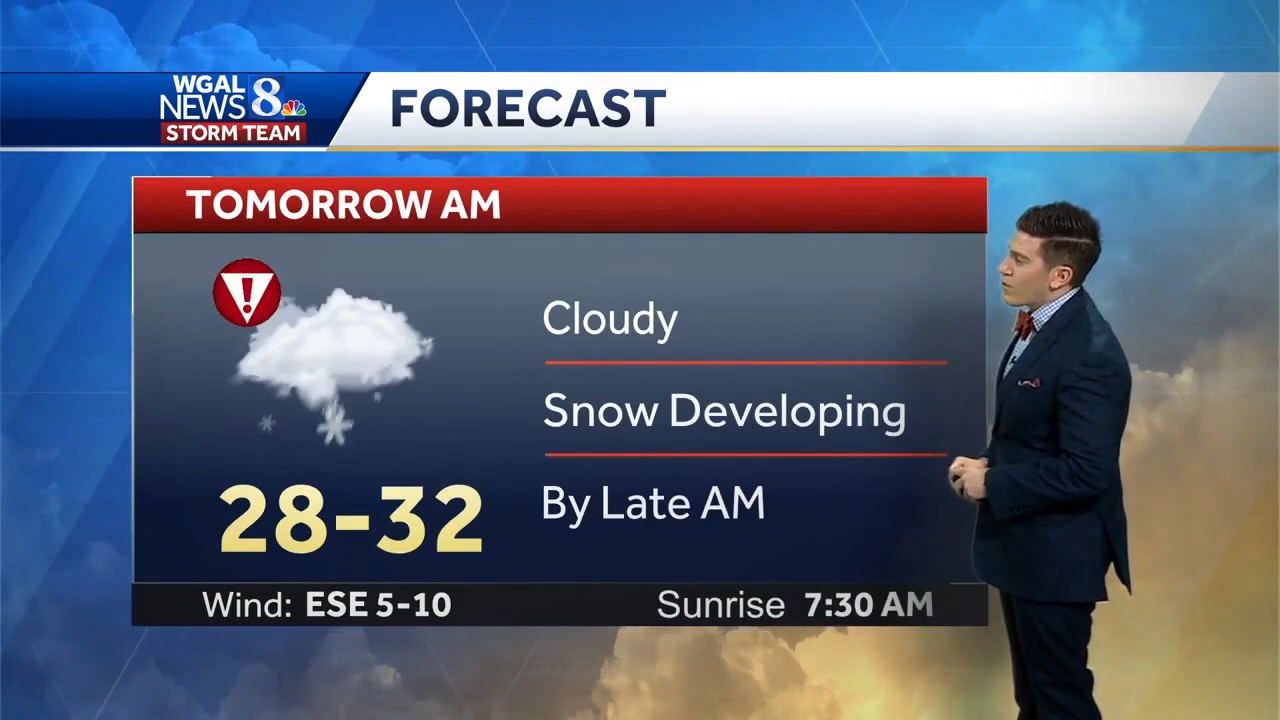 WGAL
NEWS 8
STORM TEAM
FORECAST
TOMORROW AM
Cloudy
Snow Developing
By Late AM
28-32
Wind: ESE 5-10
Sunrise 7:30 AM